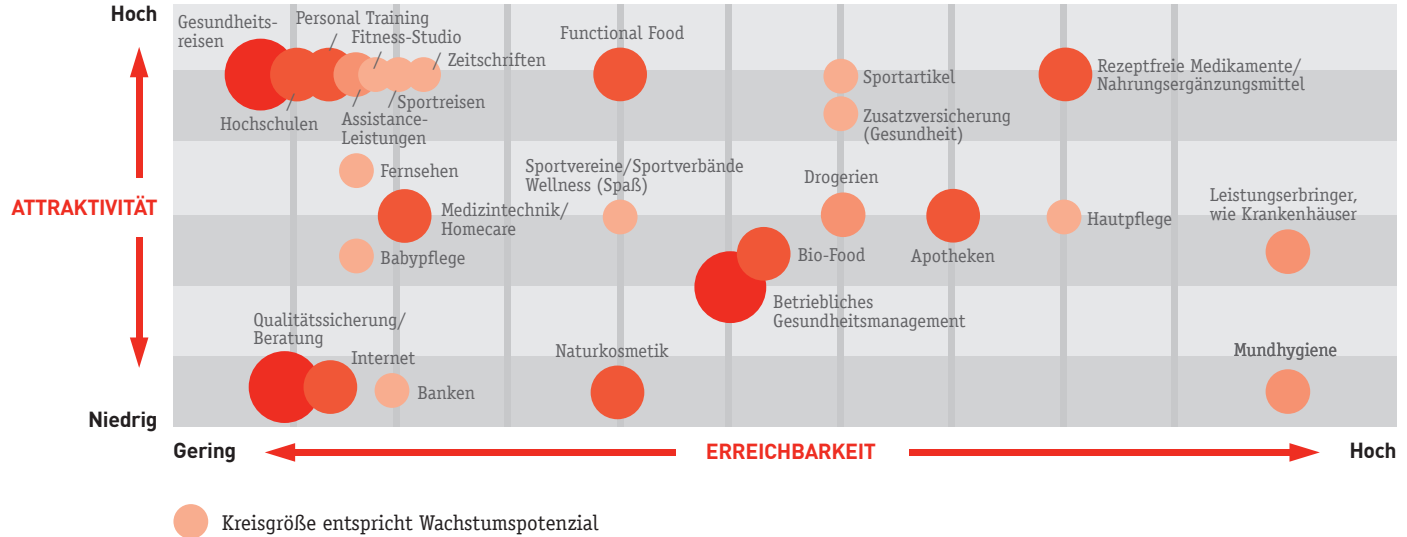 Hoch
Gesundheits-
reisen
Personal Training
Fitness-Studio
Zeitschriften
Functional Food
Sportartikel
Rezeptfreie Medikamente/
Nahrungsergänzungsmittel
Hochschulen
Assistance-
Leistungen
Sportreisen
Zusatzversicherung
(Gesundheit)
Fernsehen
Sportvereine/Sportverbände
Wellness (Spaß)
Drogerien
Leistungserbringer,
wie Krankenhäuser
ATTRAKTIVITÄT
Medizintechnik/
Homecare
Hautpflege
Babypflege
Bio-Food
Apotheken
Betriebliches
Gesundheitsmanagement
Qualitätssicherung/
Beratung
Internet
Banken
Naturkosmetik
Mundhygiene
Niedrig
Gering
ERREICHBARKEIT
Hoch
Kreisgröße entspricht Wachstumspotenzial